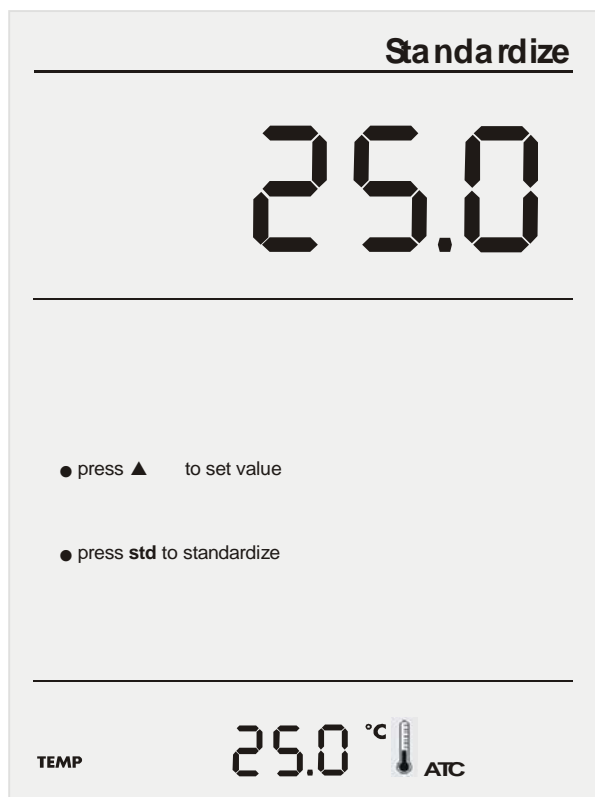 Standardize
25.0
● press ▲ to set value
● press std to standardize
TEMP 25.0 °C ATC